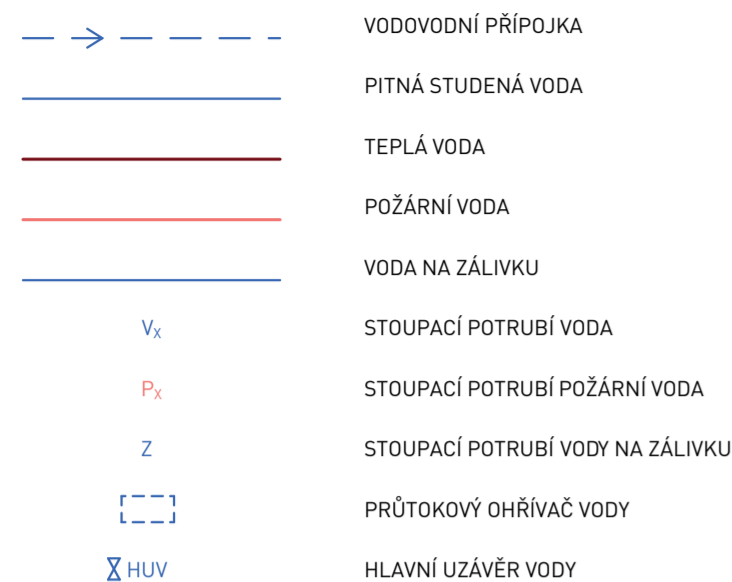 VODOVODNÍ PŘÍPOJKA
PITNÁ STUDENÁ VODA
TEPLÁ VODA
POŽÁRNÍ VODA
VODA NA ZÁLIVKU
VX STOUPACÍ POTRUBÍ VODA
PX STOUPACÍ POTRUBÍ POŽÁRNÍ VODA
Z STOUPACÍ POTRUBÍ VODY NA ZÁLIVKU
PRŮTOKOVÝ OHŘÍVAČ VODY
HUV HLAVNÍ UZÁVĚR VODY